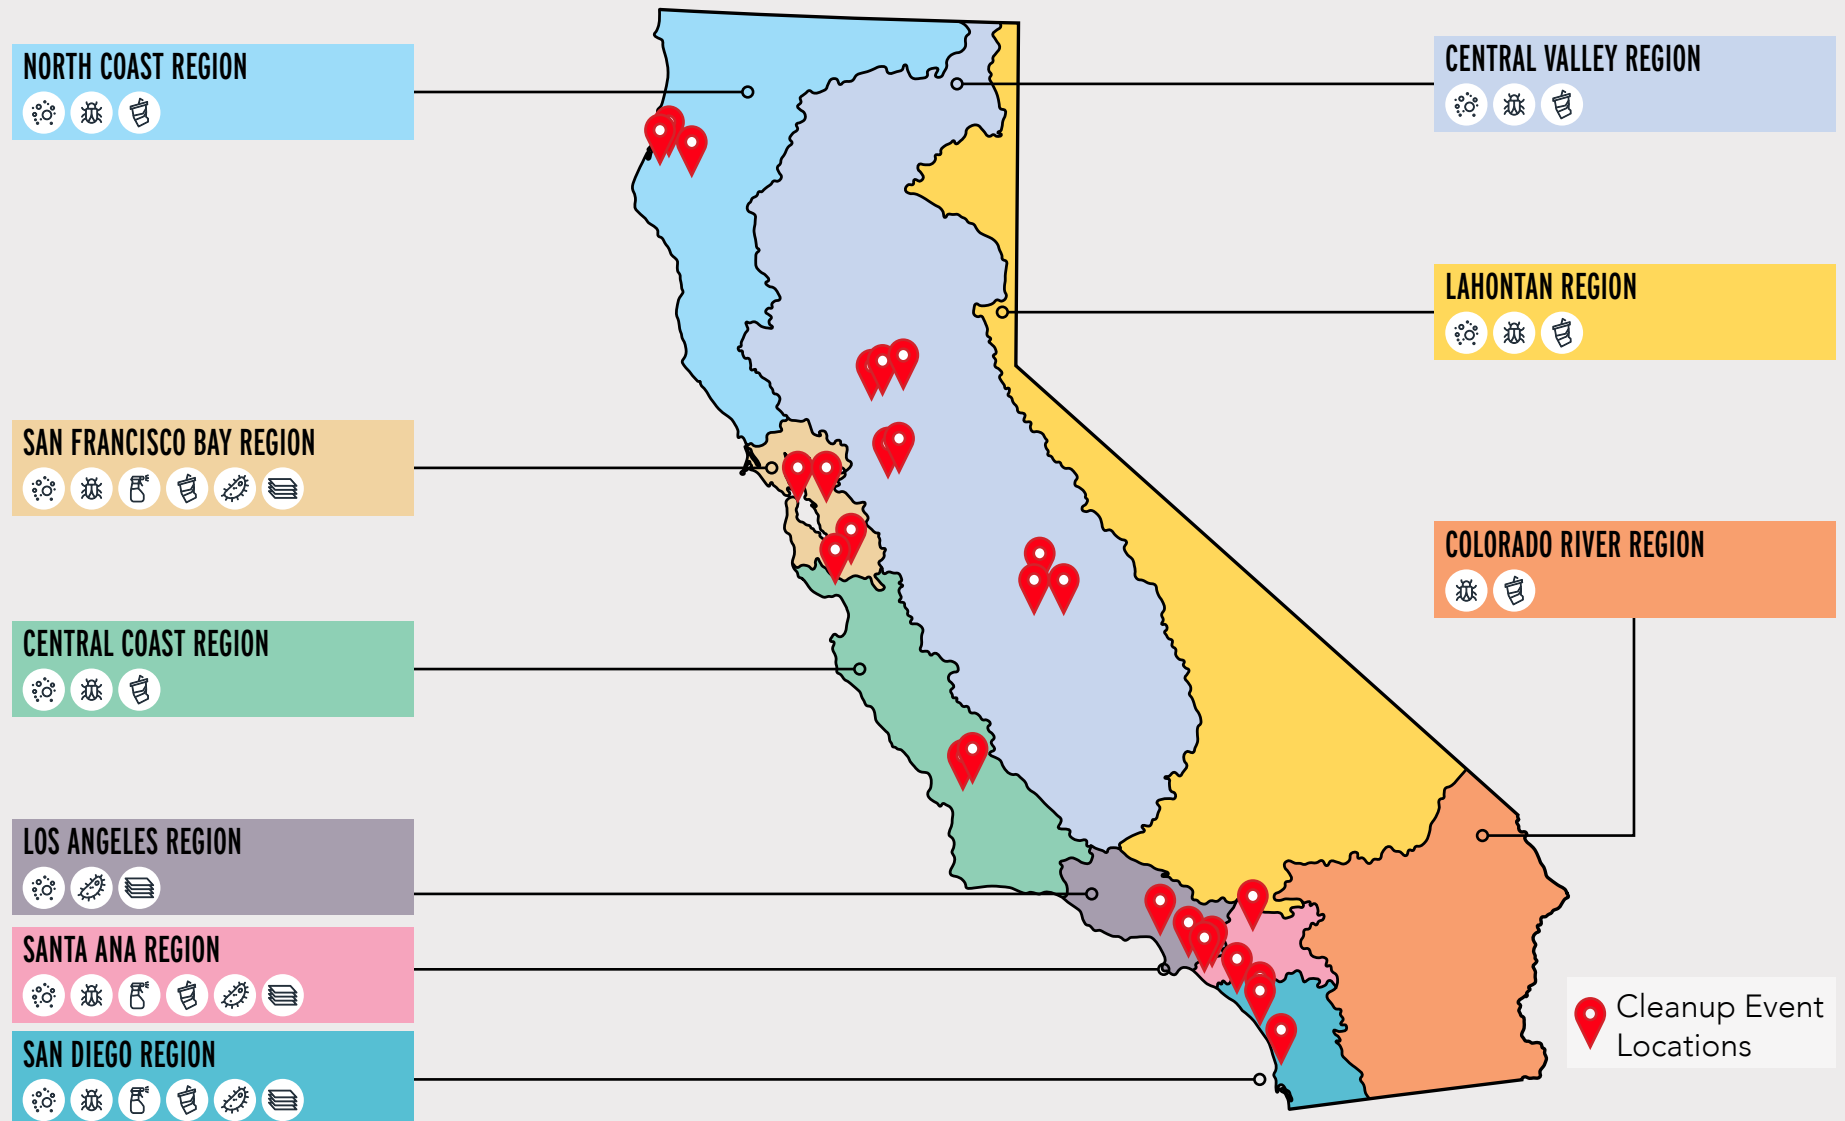 NORTH COAST REGION
SAN FRANCISCO BAY REGION
CENTRAL COAST REGION
LOS ANGELES REGION
SANTA ANA REGION
SAN DIEGO REGION
CENTRAL VALLEY REGION
LAHONTAN REGION
COLORADO RIVER REGION
Cleanup Event
Locations